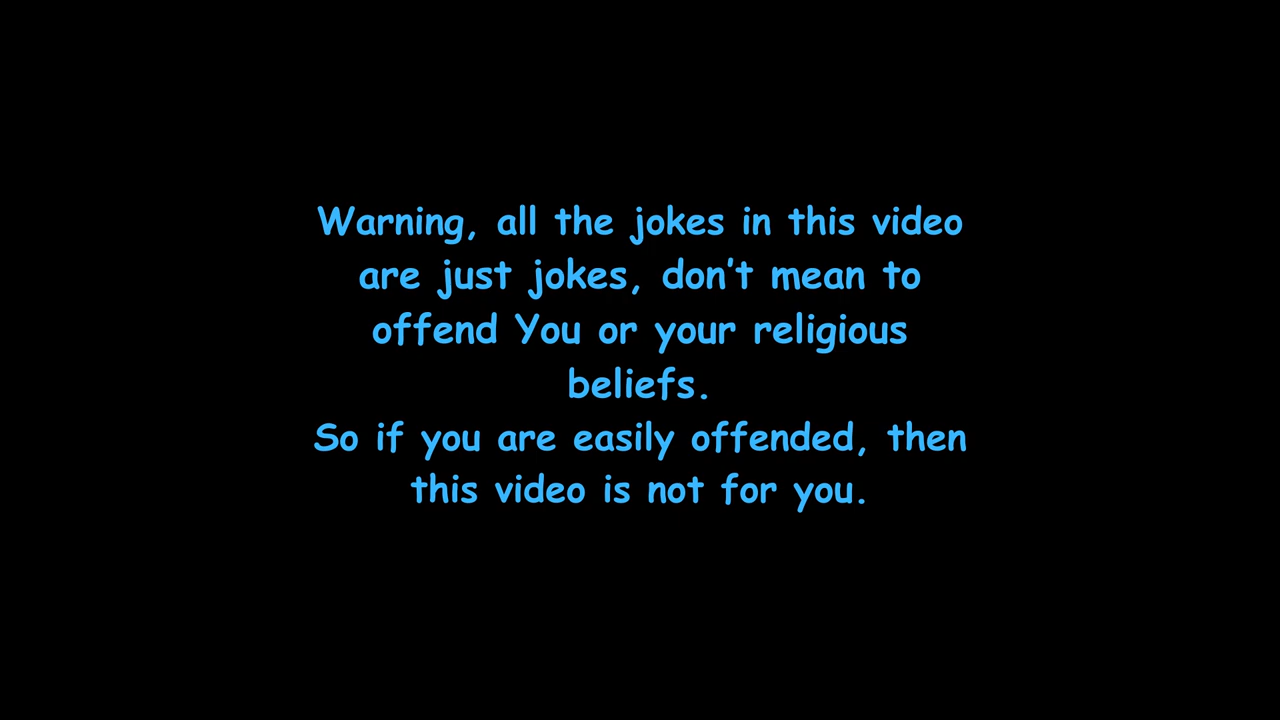 Warning, all the jokes in this video
are just jokes, don't mean to
offend You or your religious
beliefs.
So if you are easily offended, then
this video is not for you.